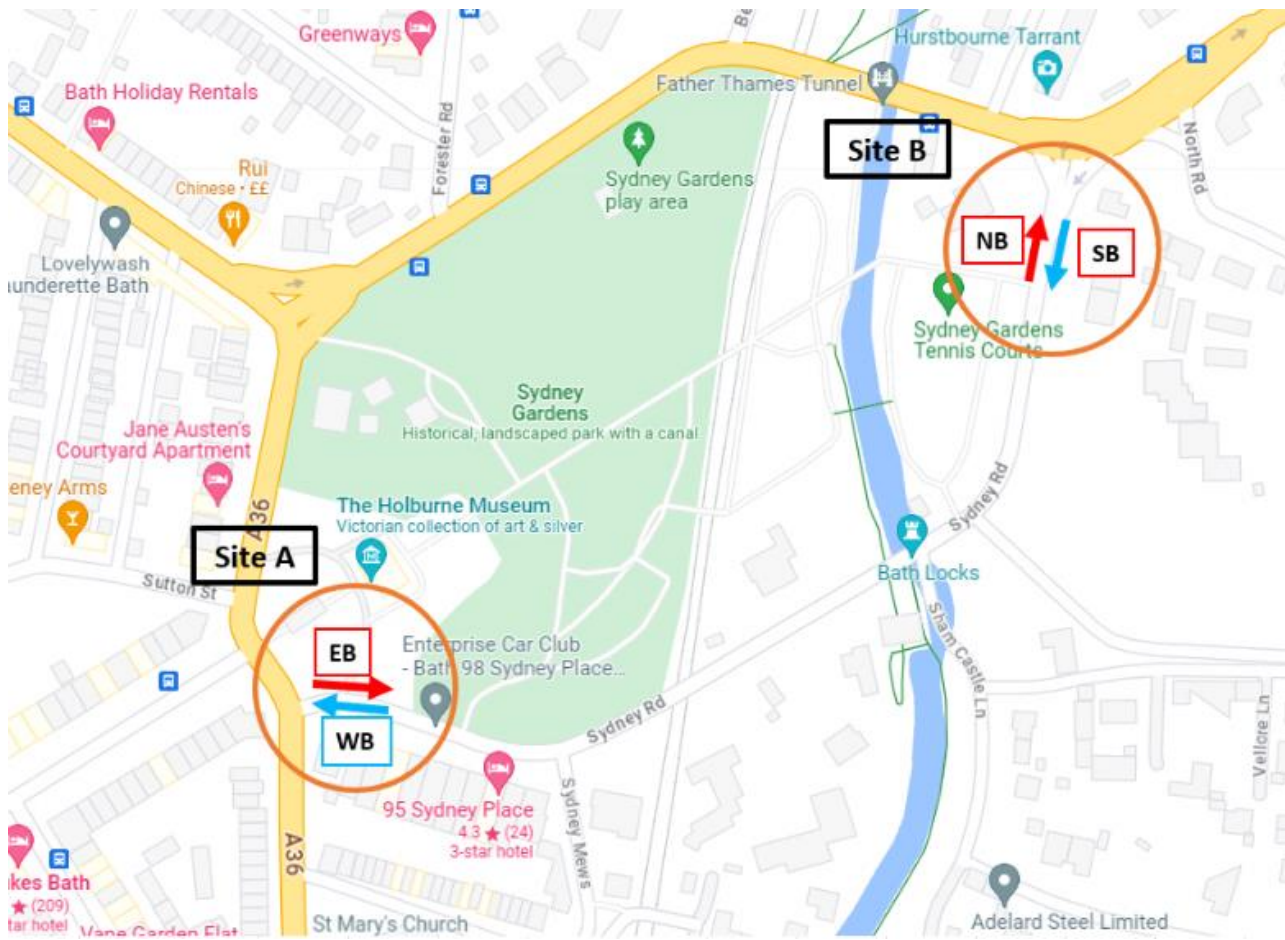 Greenways
Be
Hurstbourne Tarrant
Bath Holiday Rentals
Father Thames Tunnel
Forester Rd
Site B
North Rd
Rui
Chinese • ££
Sydney Gardens
play area
NB
SB
Lovelywash
aunderette Bath
Sydney Gardens
Tennis Courts
Sydney
Gardens
Historical, landscaped park with a canal
Jane Austen's
Courtyard Apartment
eney Arms
A36
The Holburne Museum
Victorian collection of art & silver
Sydney Rd
Site A
Bath Locks
Sutton St
EB
Enterprise Car Club
- Bath 98 Sydney Place...
Sham Castle Ln
WB
Sydney Rd
Vellore Ln
95 Sydney Place
4.3 ★ (24)
3-star hotel
Sydney Mews
A36
kes Bath
★ (209)
tar hotel
Vane Garden Flat
St Mary's Church
Adelard Steel Limited